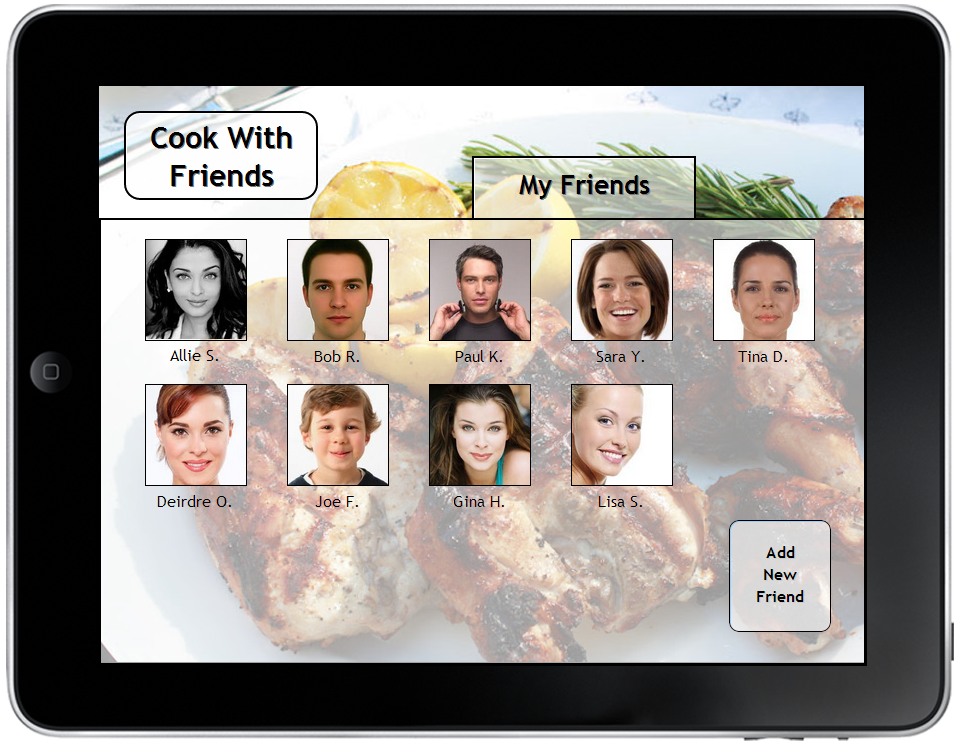 Cook With
Friends
My Friends
Allie S.
Bob R.
Paul K.
Sara Y.
Tina D.
Deirdre O.
Joe F.
Gina H.
Lisa S.
Add
New
Friend